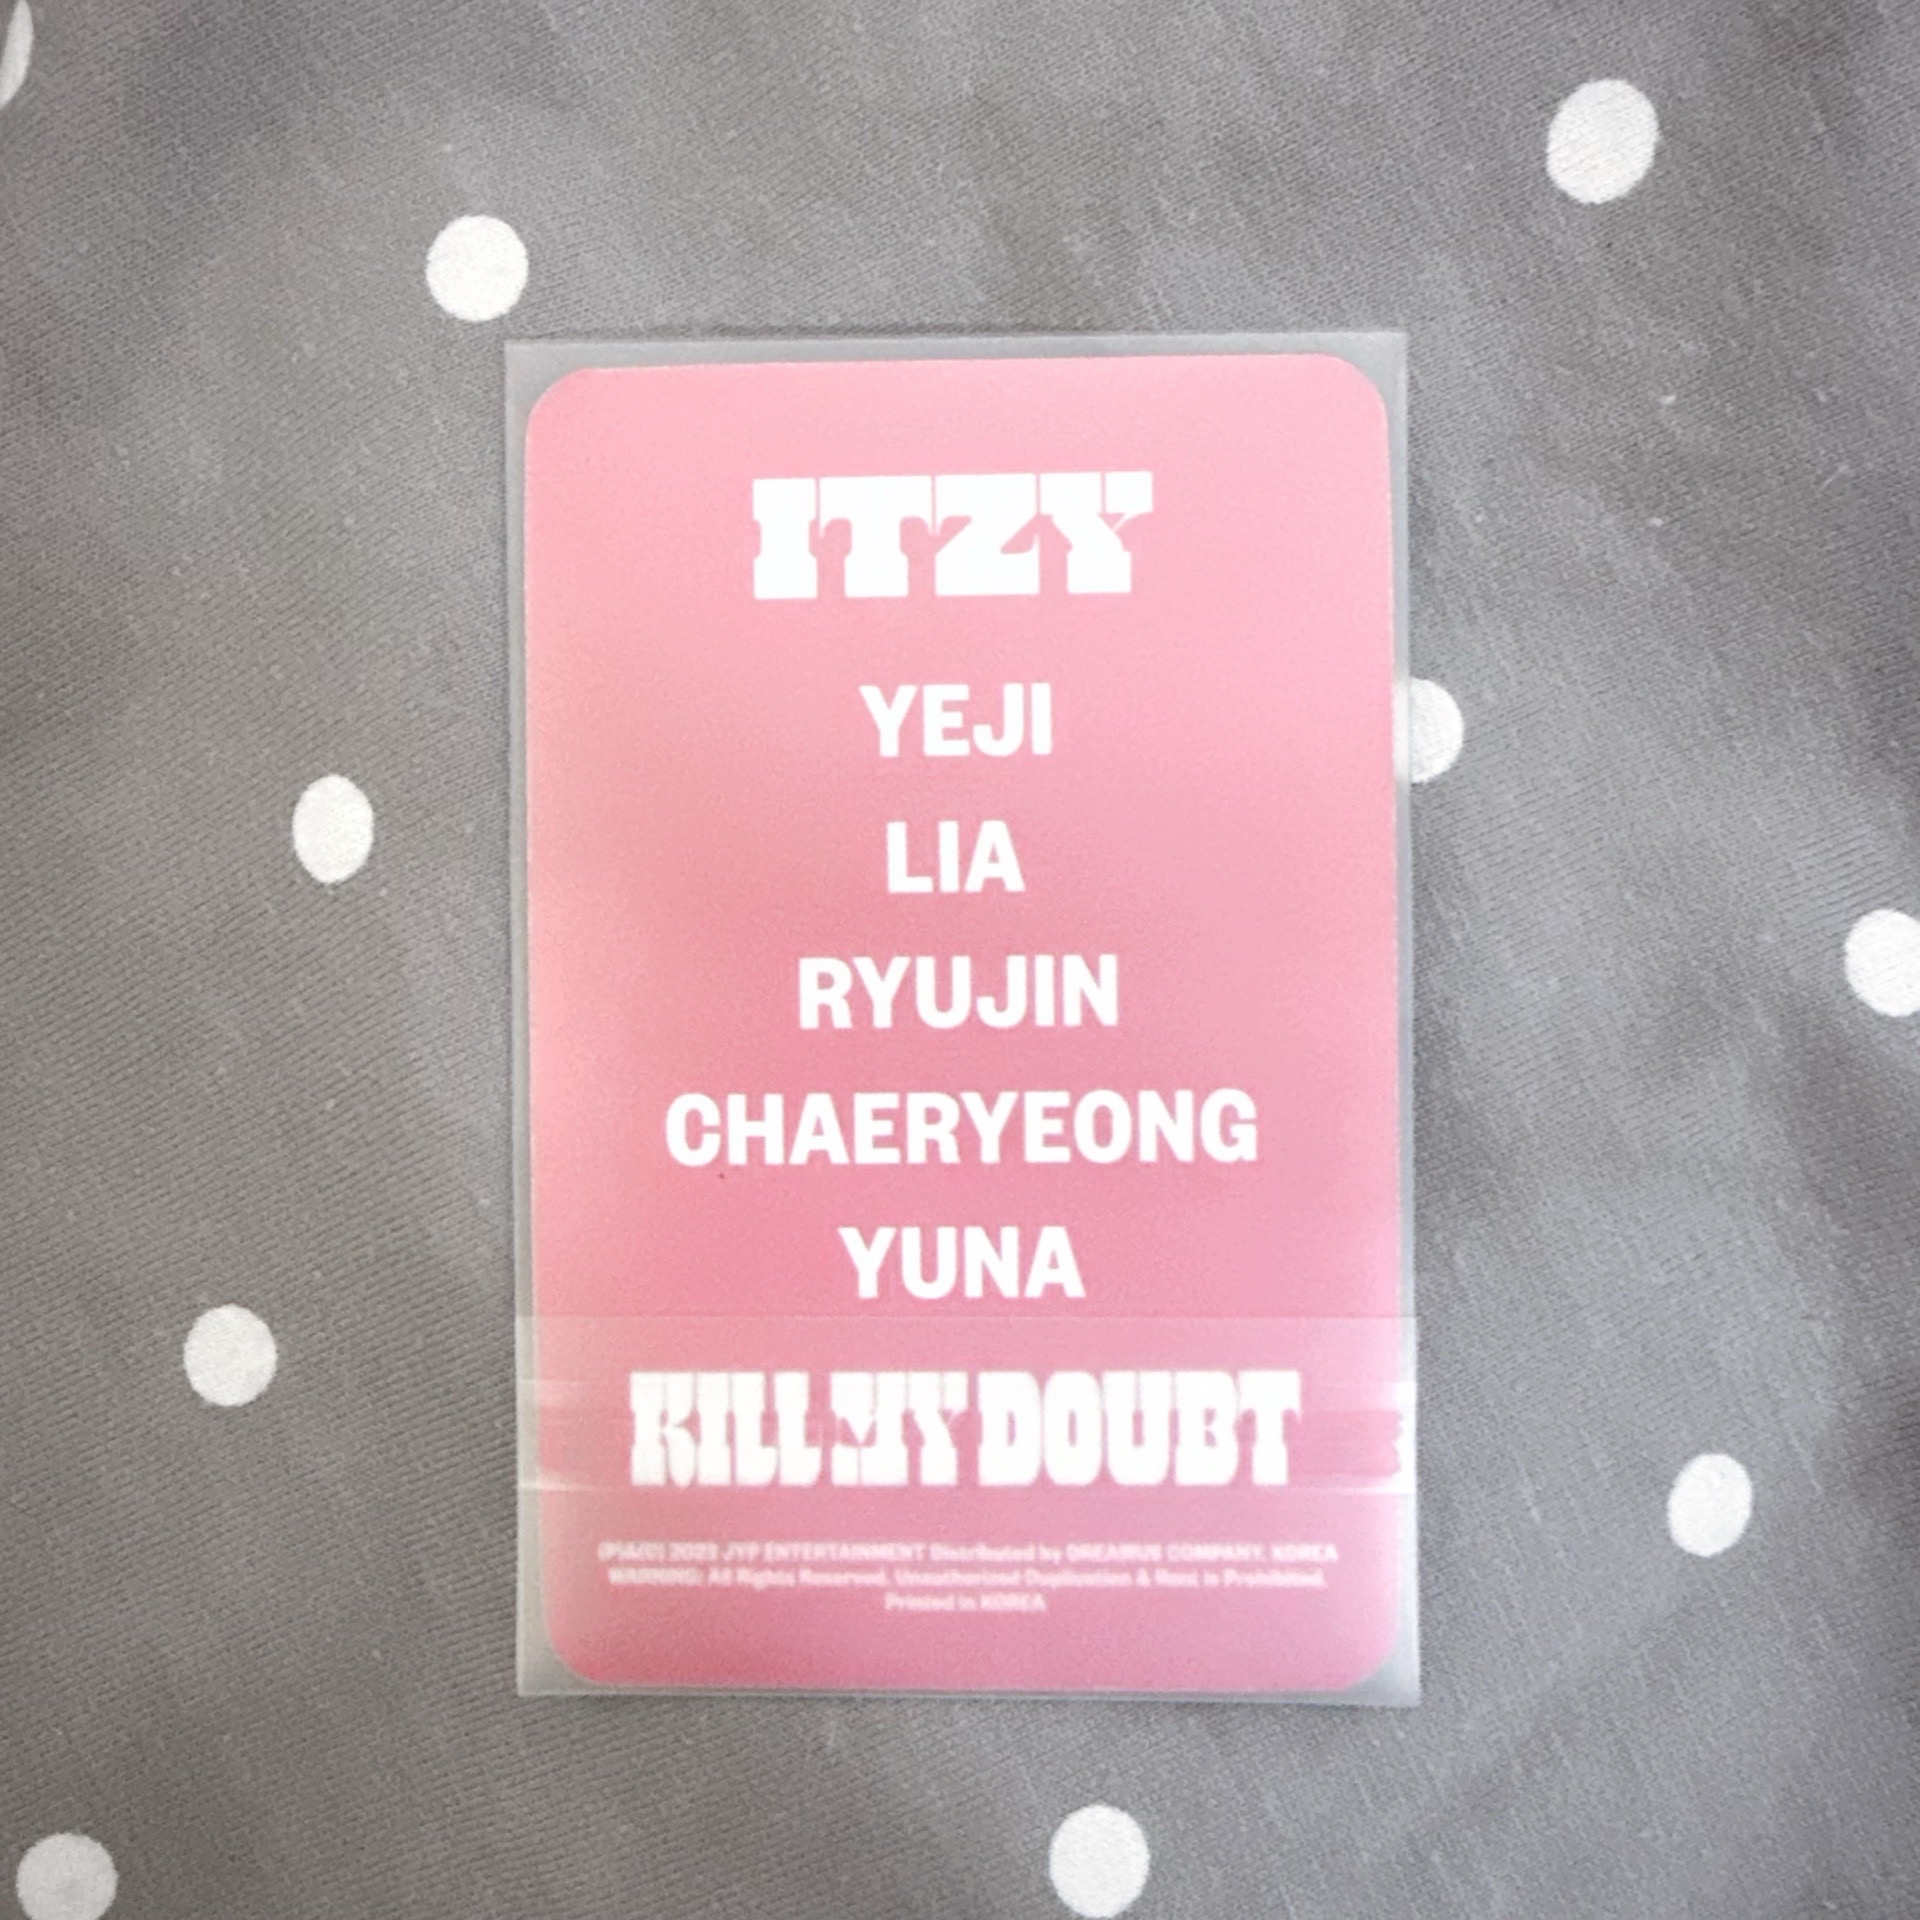 ITZY
YEJI
LIA
RYUJIN
CHAERYEONG
YUNA
KILL MY DOUBT
(P)&(C) 2023 JYP ENTERTAINMENT Distributed by DREAMUS COMPANY, KOREA
WARNING: All Rights Reserved. Unauthorized Duplication & Rent is Prohibited.
Printed in KOREA